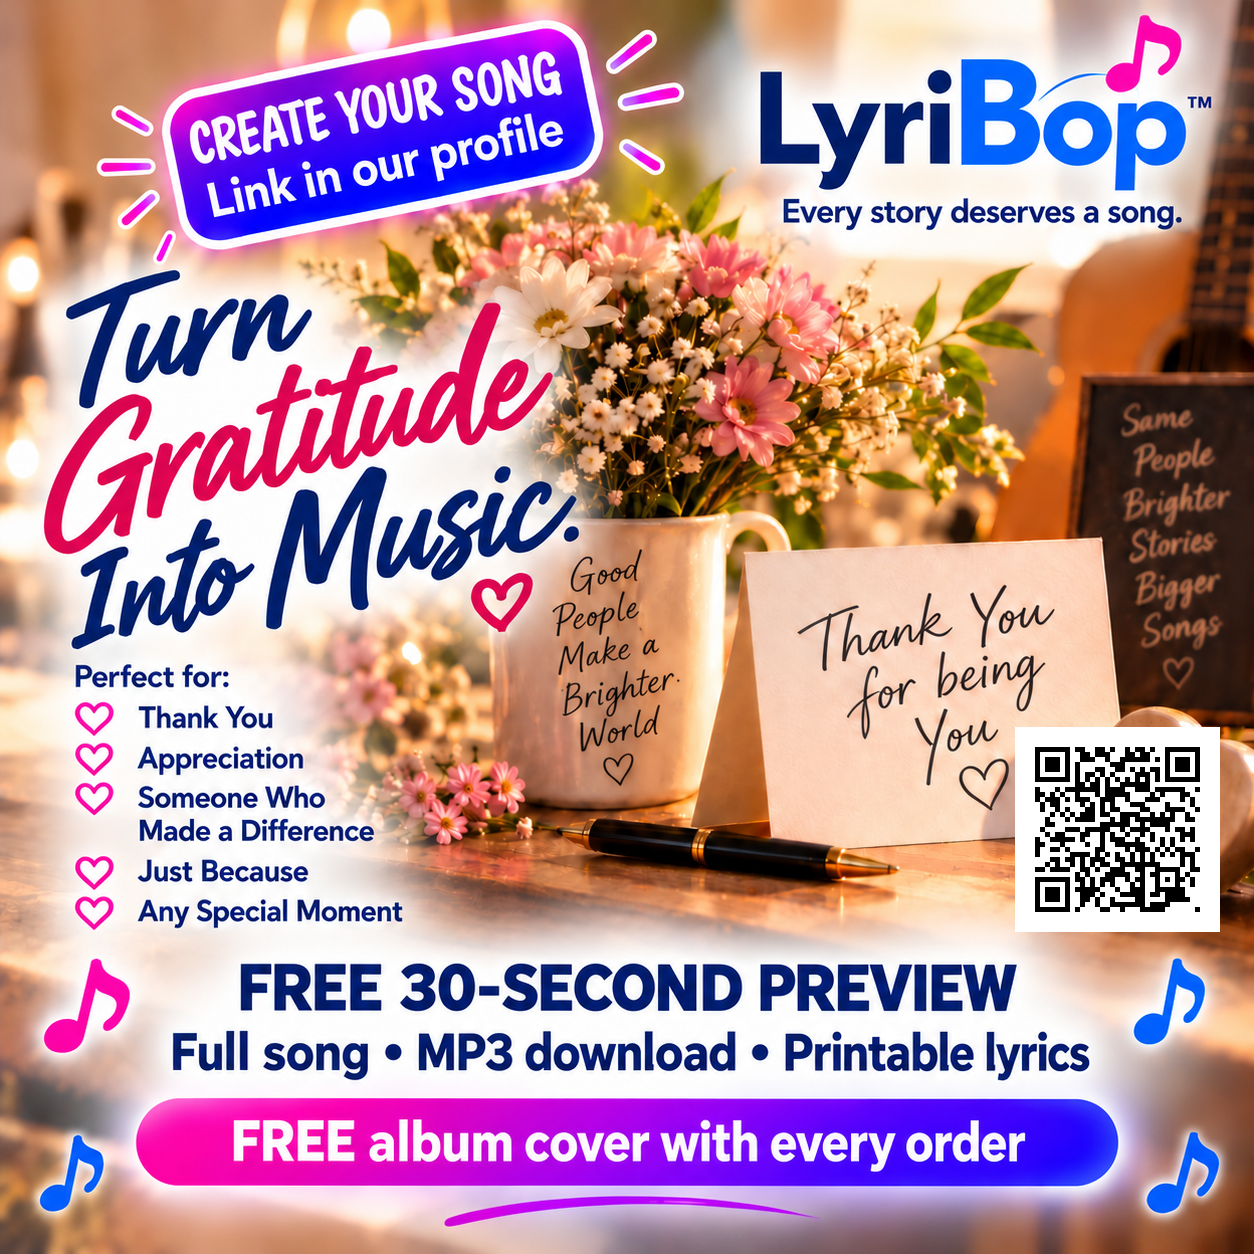 CREATE YOUR SONG
Link in our profile
LyriBop™
Every story deserves a song.
Turn
Gratitude
Into Music.
Perfect for:
Thank You
Appreciation
Someone Who
Made a Difference
Just Because
Any Special Moment
Good
People
Make a
Brighter
World
Thank You
for being
You
Same
People
Brighter
Stories
Bigger
Songs
FREE 30-SECOND PREVIEW
Full song • MP3 download • Printable lyrics
FREE album cover with every order